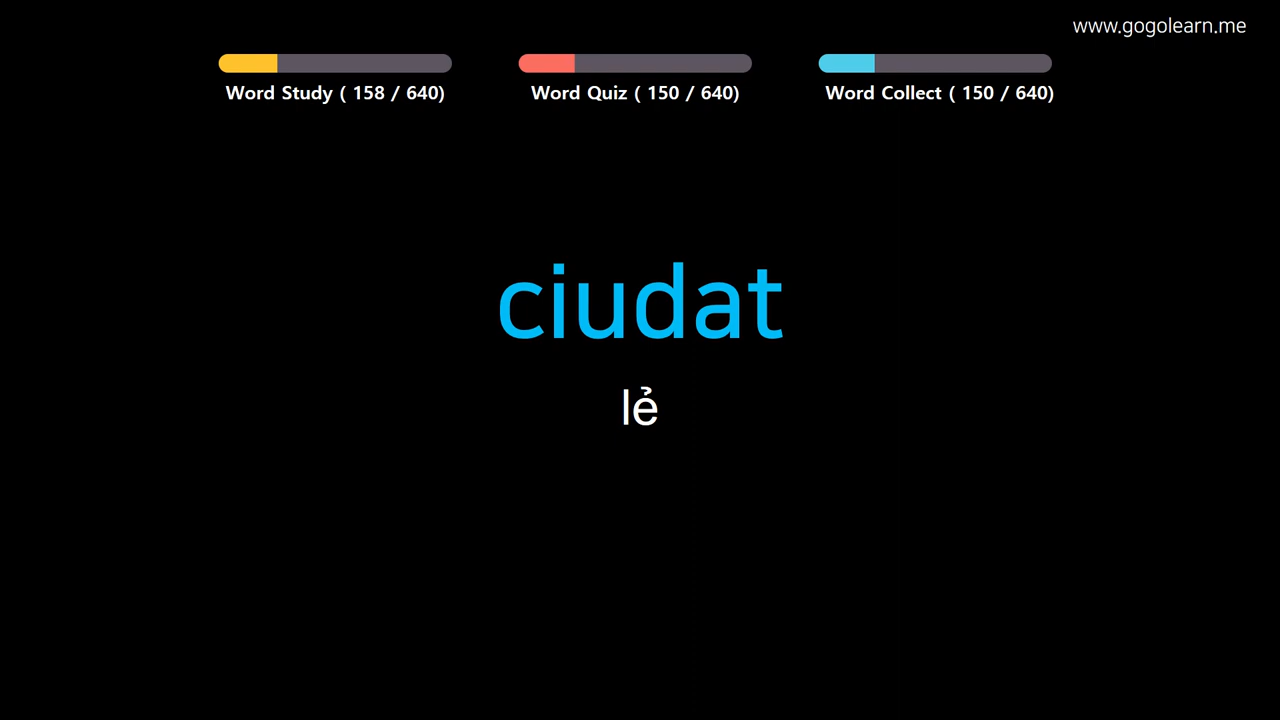 www.gogolearn.me
Word Study ( 158 / 640)
Word Quiz ( 150 / 640)
Word Collect ( 150 / 640)
ciudat
lẻ